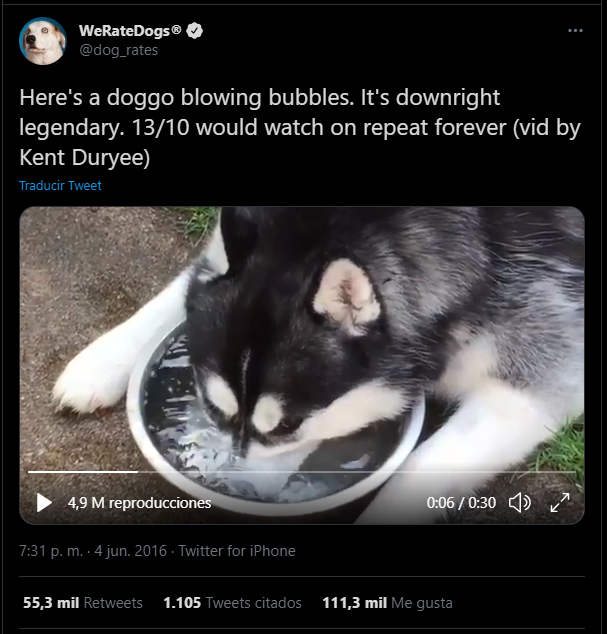 WeRateDogs®
@dog_rates
Here's a doggo blowing bubbles. It's downright
legendary. 13/10 would watch on repeat forever (vid by
Kent Duryee)
Traducir Tweet
4,9 M reproducciones
0:06 / 0:30
7:31 p. m. · 4 jun. 2016 · Twitter for iPhone
55,3 mil Retweets 1.105 Tweets citados 111,3 mil Me gusta